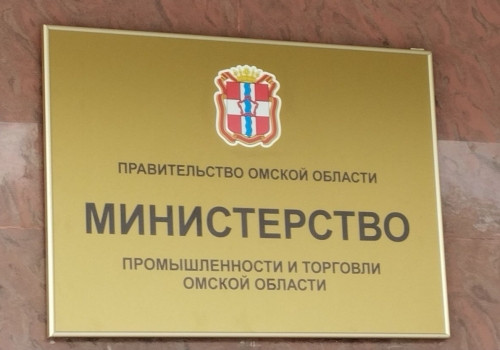 ПРАВИТЕЛЬСТВО ОМСКОЙ ОБЛАСТИ
МИНИСТЕРСТВО
ПРОМЫШЛЕННОСТИ И ТОРГОВЛИ
ОМСКОЙ ОБЛАСТИ